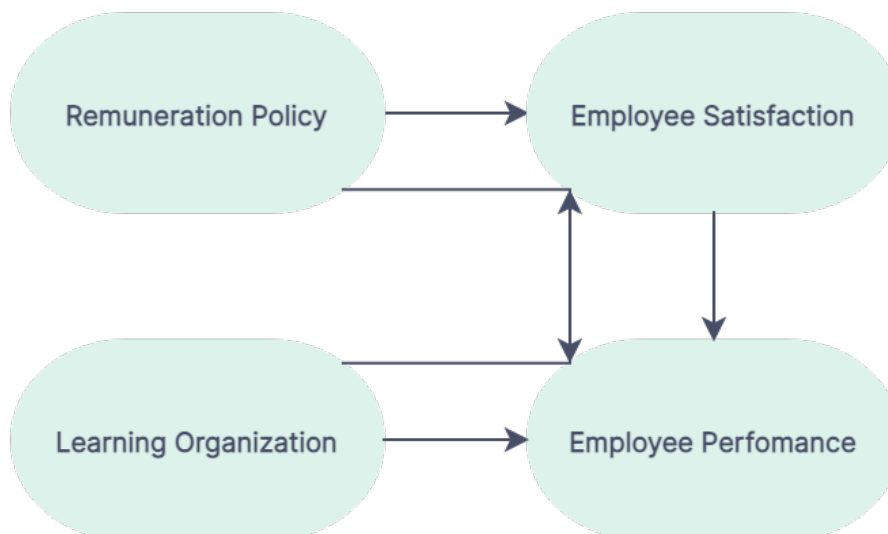 Remuneration Policy
Employee Satisfaction
Learning Organization
Employee Perfomance